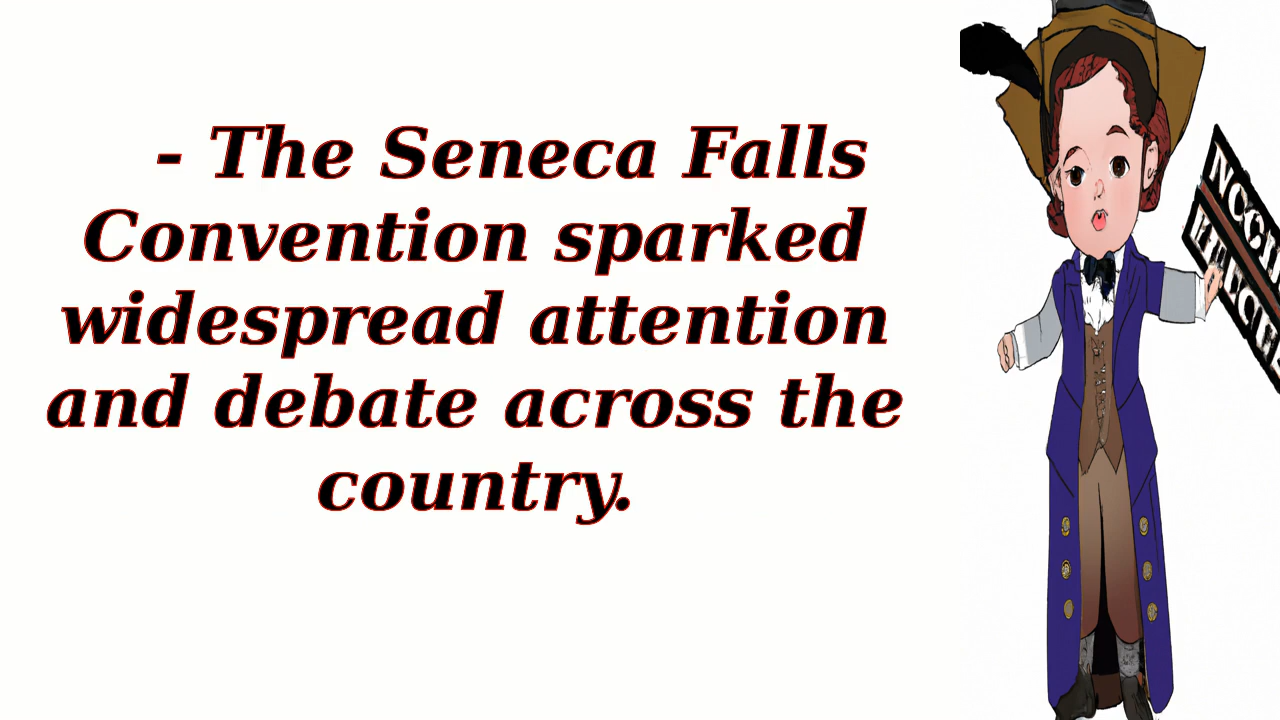 - The Seneca Falls
Convention sparked
widespread attention
and debate across the
country.